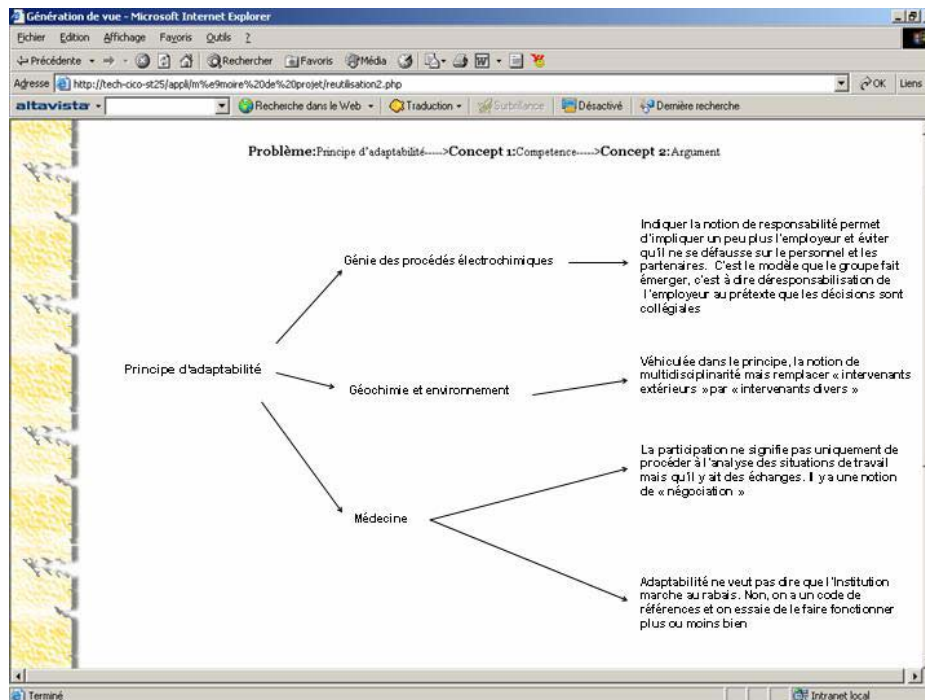 Génération de vue - Microsoft Internet Explorer
Fichier Edition Affichage Favoris Outils ?
Précédente Rechercher Favoris Média
Adresse http://tech-cico-st25/appli/m%e9moire%20de%20projet/reutilisation2.php OK Liens
altavista Recherche dans le Web Traduction Surbrillance Désactivé Dernière recherche
Problème:Principe d'adaptabilité----->Concept 1:Competence----->Concept 2:Argument
Indiquer la notion de responsabilité permet
d'impliquer un peu plus l'employeur et éviter
qu'il ne se défausse sur le personnel et les
partenaires. C'est le modèle que le groupe fait
émerger, c'est à dire déresponsabilisation de
l'employeur au prétexte que les décisions sont
collégiales
Génie des procédés électrochimiques
Principe d'adaptabilité
Géochimie et environnement
Véhiculée dans le principe, la notion de
multidisciplinarité mais remplacer « intervenants
extérieurs » par « intervenants divers »
La participation ne signifie pas uniquement de
procéder à l'analyse des situations de travail
mais qu'il y ait des échanges. Il y a une notion
de « négociation »
Médecine
Adaptabilité ne veut pas dire que l'Institution
marche au rabais. Non, on a un code de
références et on essaie de le faire fonctionner
plus ou moins bien
Terminé Intranet local